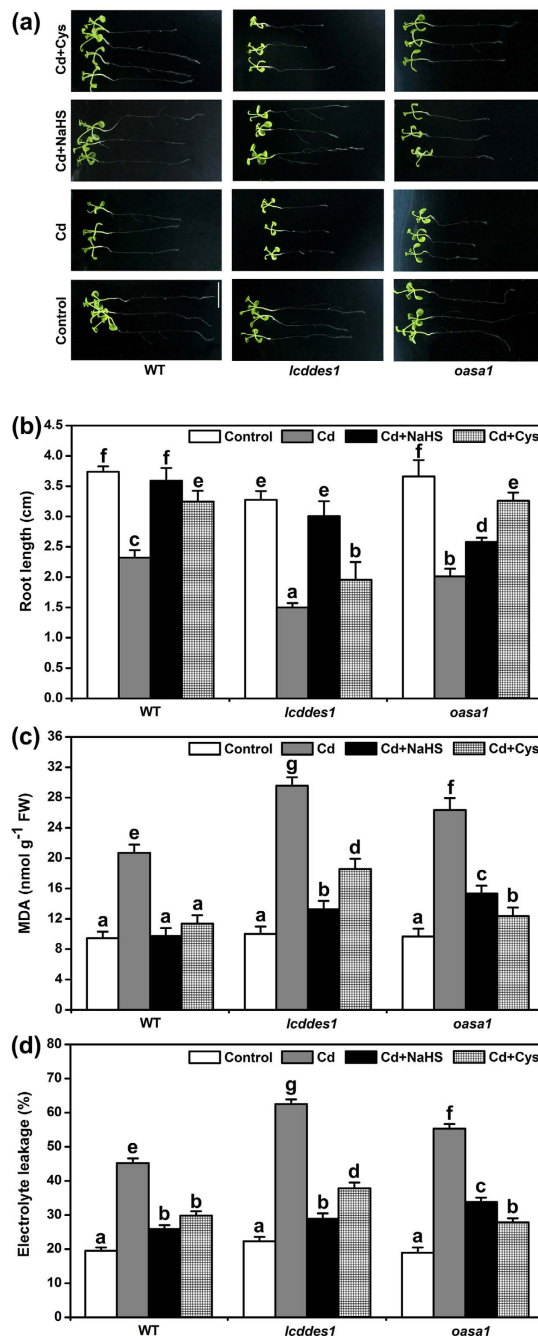 (a)
Cd+Cys
Cd+NaHS
Cd
Control
WT lcddes1 oasa1
(b)
Control Cd Cd+NaHS Cd+Cys
Root length (cm)
4.5
4.0
3.5
3.0
2.5
2.0
1.5
1.0
0.5
0.0
f c f e
e a e b
f b d e
WT lcddes1 oasa1
(c)
Control Cd Cd+NaHS Cd+Cys
MDA (nmol g⁻¹ FW)
36
32
28
24
20
16
12
8
4
0
a e a a
a g b d
a f c b
WT lcddes1 oasa1
(d)
Control Cd Cd+NaHS Cd+Cys
Electrolyte leakage (%)
80
70
60
50
40
30
20
10
0
a e b b
a g b d
a f c b
WT lcddes1 oasa1